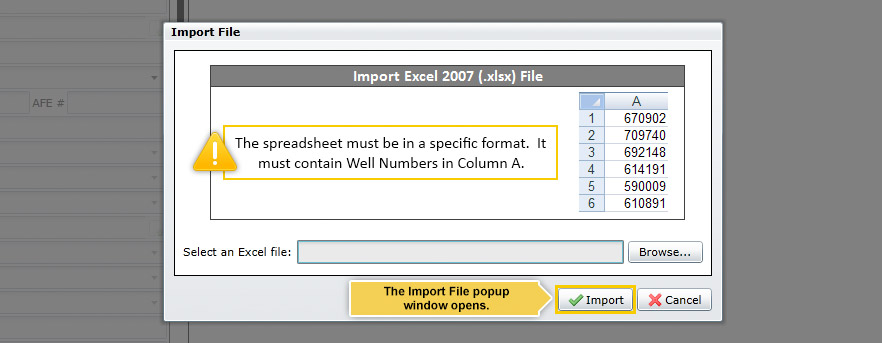 Import File
Import Excel 2007 (.xlsx) File
AFE #
The spreadsheet must be in a specific format.  It
must contain Well Numbers in Column A.
A
1 670902
2 709740
3 692148
4 614191
5 590009
6 610891
Select an Excel file:
Browse...
The Import File popup
window opens.
Import
Cancel